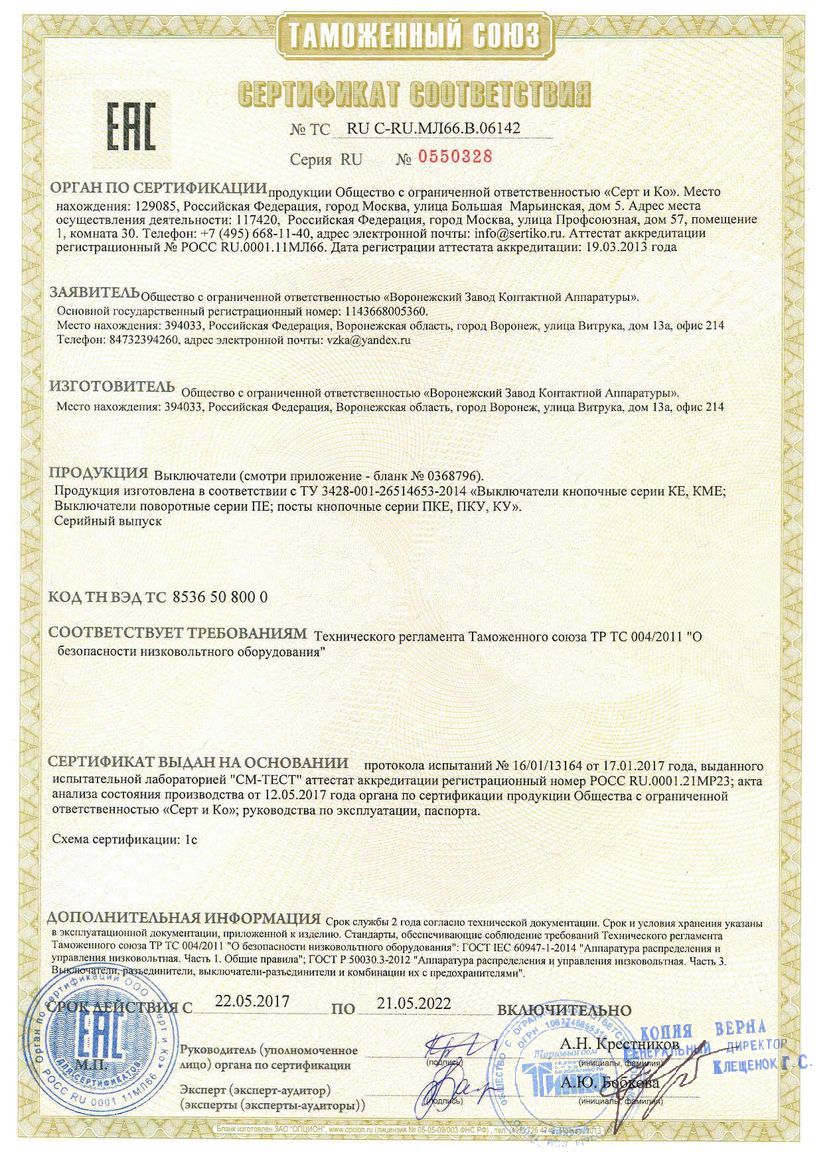 ТАМОЖЕННЫЙ СОЮЗ
СЕРТИФИКАТ СООТВЕТСТВИЯ
EAC
№ ТС RU C-RU.МЛ66.В.06142
Серия RU № 0550328
ОРГАН ПО СЕРТИФИКАЦИИ продукции Общество с ограниченной ответственностью «Серт и Ко». Место
нахождения: 129085, Российская Федерация, город Москва, улица Большая Марьинская, дом 5. Адрес места
осуществления деятельности: 117420, Российская Федерация, город Москва, улица Профсоюзная, дом 57, помещение
1, комната 30. Телефон: +7 (495) 668-11-40, адрес электронной почты: info@sertiko.ru. Аттестат аккредитации
регистрационный № РОСС RU.0001.11МЛ66. Дата регистрации аттестата аккредитации: 19.03.2013 года
ЗАЯВИТЕЛЬ Общество с ограниченной ответственностью «Воронежский Завод Контактной Аппаратуры».
Основной государственный регистрационный номер: 1143668005360.
Место нахождения: 394033, Российская Федерация, Воронежская область, город Воронеж, улица Витрука, дом 13а, офис 214
Телефон: 84732394260, адрес электронной почты: vzka@yandex.ru
ИЗГОТОВИТЕЛЬ Общество с ограниченной ответственностью «Воронежский Завод Контактной Аппаратуры».
Место нахождения: 394033, Российская Федерация, Воронежская область, город Воронеж, улица Витрука, дом 13а, офис 214
ПРОДУКЦИЯ Выключатели (смотри приложение - бланк № 0368796).
Продукция изготовлена в соответствии с ТУ 3428-001-26514653-2014 «Выключатели кнопочные серии КЕ, КМЕ;
Выключатели поворотные серии ПЕ; посты кнопочные серии ПКЕ, ПКУ, КУ».
Серийный выпуск
КОД ТН ВЭД ТС 8536 50 800 0
СООТВЕТСТВУЕТ ТРЕБОВАНИЯМ Технического регламента Таможенного союза ТР ТС 004/2011 "О
безопасности низковольтного оборудования"
СЕРТИФИКАТ ВЫДАН НА ОСНОВАНИИ протокола испытаний № 16/01/13164 от 17.01.2017 года, выданного
испытательной лабораторией "СМ-ТЕСТ" аттестат аккредитации регистрационный номер РОСС RU.0001.21МР23; акта
анализа состояния производства от 12.05.2017 года органа по сертификации продукции Общества с ограниченной
ответственностью «Серт и Ко»; руководства по эксплуатации, паспорта.
Схема сертификации: 1с
ДОПОЛНИТЕЛЬНАЯ ИНФОРМАЦИЯ Срок службы 2 года согласно технической документации. Срок и условия хранения указаны
в эксплуатационной документации, приложенной к изделию. Стандарты, обеспечивающие соблюдение требований Технического регламента
Таможенного союза ТР ТС 004/2011 "О безопасности низковольтного оборудования": ГОСТ IEC 60947-1-2014 "Аппаратура распределения и
управления низковольтная. Часть 1. Общие правила"; ГОСТ Р 50030.3-2012 "Аппаратура распределения и управления низковольтная. Часть 3.
Выключатели, разъединители, выключатели-разъединители и комбинации их с предохранителями".
СРОК ДЕЙСТВИЯ С 22.05.2017 ПО 21.05.2022 ВКЛЮЧИТЕЛЬНО
Орган по сертификации ООО "Серт и Ко"
EAC
ДЛЯ СЕРТИФИКАТОВ
РОСС RU 0001 11МЛ66
М.П.
Руководитель (уполномоченное
лицо) органа по сертификации
(подпись)
А.Н. Крестников
(инициалы, фамилия)
Эксперт (эксперт-аудитор)
(эксперты (эксперты-аудиторы))
(подпись)
А.Ю. Бобкова
(инициалы, фамилия)
Торговый дом
КОПИЯ ВЕРНА
ГЕНЕРАЛЬНЫЙ ДИРЕКТОР
КЛЕЩЕНОК Г С.
Бланк изготовлен ЗАО "ОПЦИОН", www.opcion.ru (лицензия № 05-05-09/003 ФНС РФ)